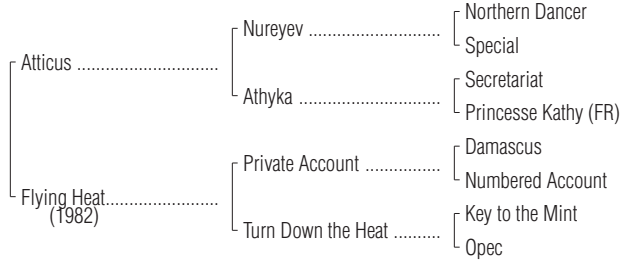 Northern Dancer
Nureyev ............................
Special
Atticus ..............................
Secretariat
Athyka ..............................
Princesse Kathy (FR)
Damascus
Private Account ................
Numbered Account
Flying Heat........................
(1982)
Key to the Mint
Turn Down the Heat ..........
Opec